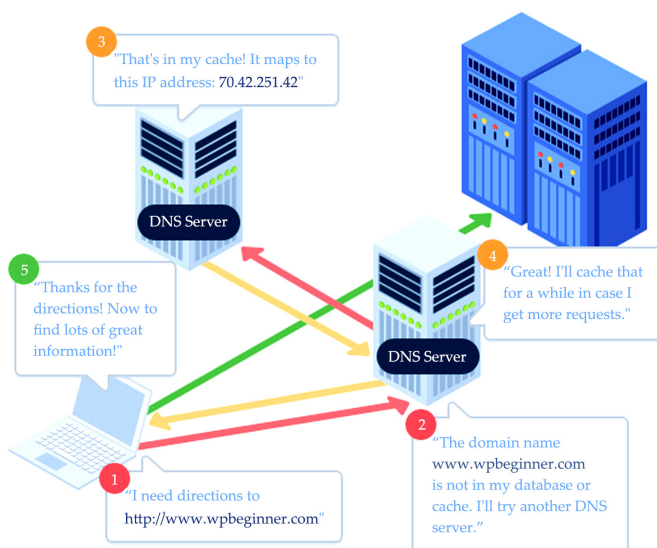 3
"That's in my cache! It maps to
this IP address: 70.42.251.42"
DNS Server
5
“Thanks for the
directions! Now to
find lots of great
information!"
4
“Great! I'll cache that
for a while in case I
get more requests."
DNS Server
1
“I need directions to
http://www.wpbeginner.com"
2
“The domain name
www.wpbeginner.com
is not in my database or
cache. I'll try another DNS
server.”